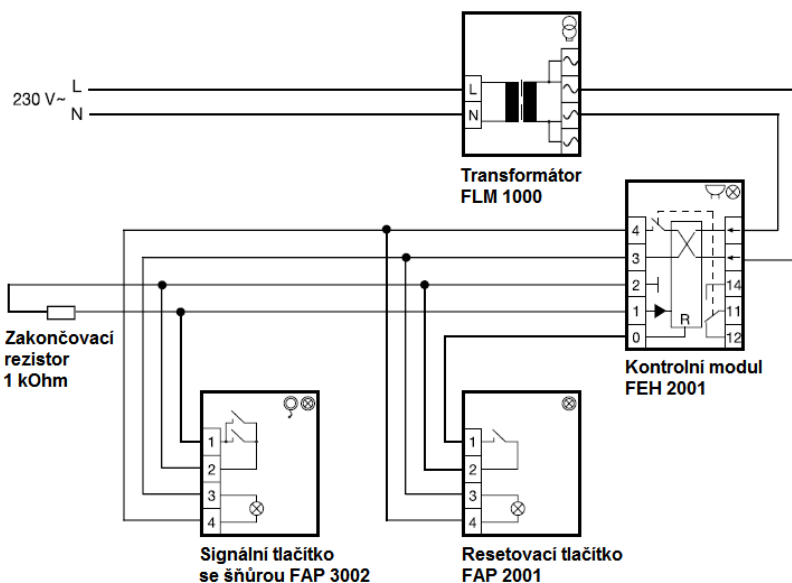 L
230 V~
N
L
N
Transformátor
FLM 1000
4
3
2
1
0
R
14
11
12
Kontrolní modul
FEH 2001
Zakončovací
rezistor
1 kOhm
1
2
3
4
Signální tlačítko
se šňůrou FAP 3002
1
2
3
4
Resetovací tlačítko
FAP 2001